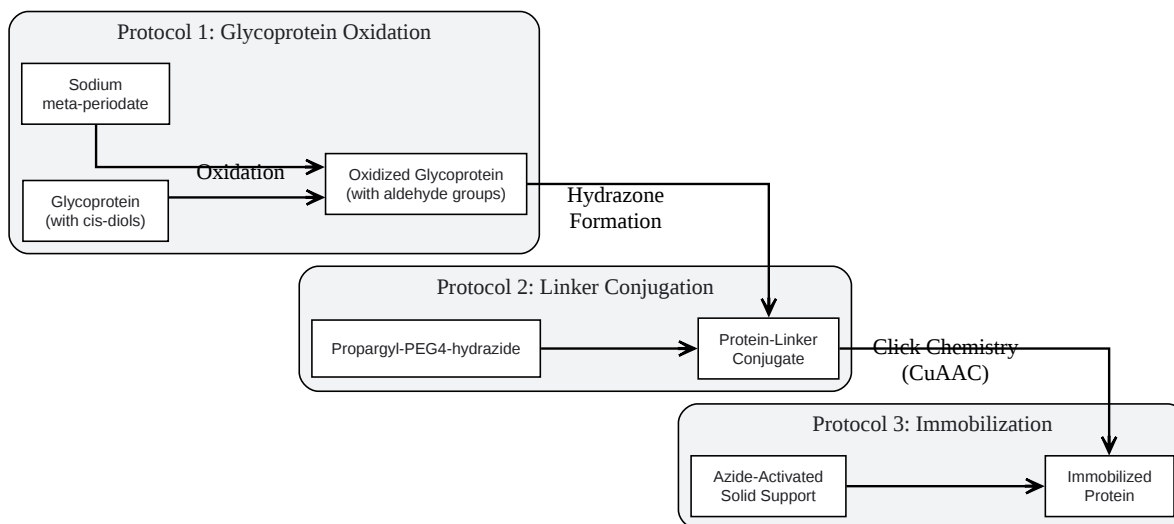 Protocol 1: Glycoprotein Oxidation
Sodium
meta-periodate
Oxidation
Glycoprotein
(with cis-diols)
Oxidized Glycoprotein
(with aldehyde groups)
Hydrazone
Formation
Protocol 2: Linker Conjugation
Propargyl-PEG4-hydrazide
Protein-Linker
Conjugate
Click Chemistry
(CuAAC)
Protocol 3: Immobilization
Azide-Activated
Solid Support
Immobilized
Protein